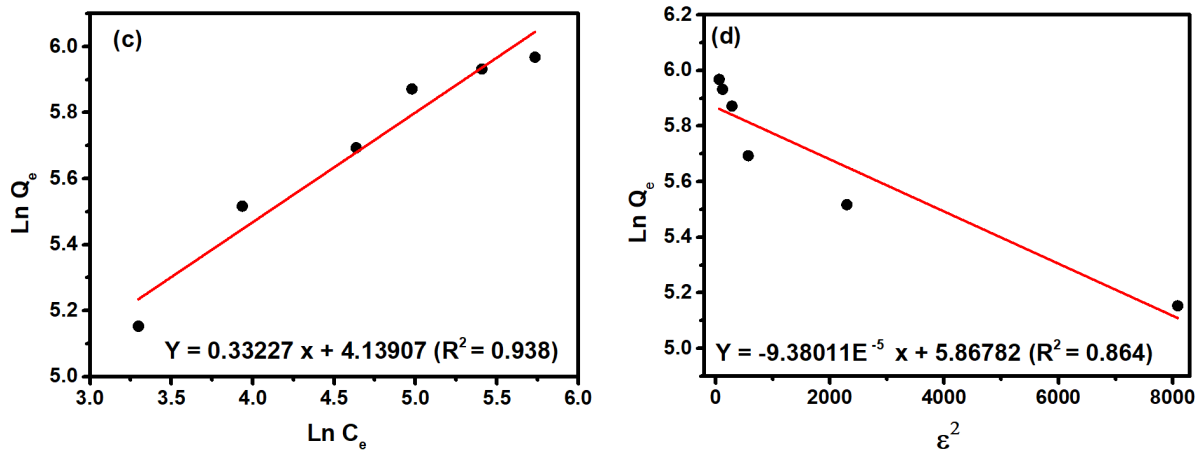 (c)
6.0
5.8
5.6
5.4
5.2
5.0
Ln Qe
Y = 0.33227 x + 4.13907 (R² = 0.938)
3.0 3.5 4.0 4.5 5.0 5.5 6.0
Ln Ce
(d)
6.2
6.0
5.8
5.6
5.4
5.2
5.0
Ln Qe
Y = -9.38011E⁻⁵ x + 5.86782 (R² = 0.864)
0 2000 4000 6000 8000
ε²